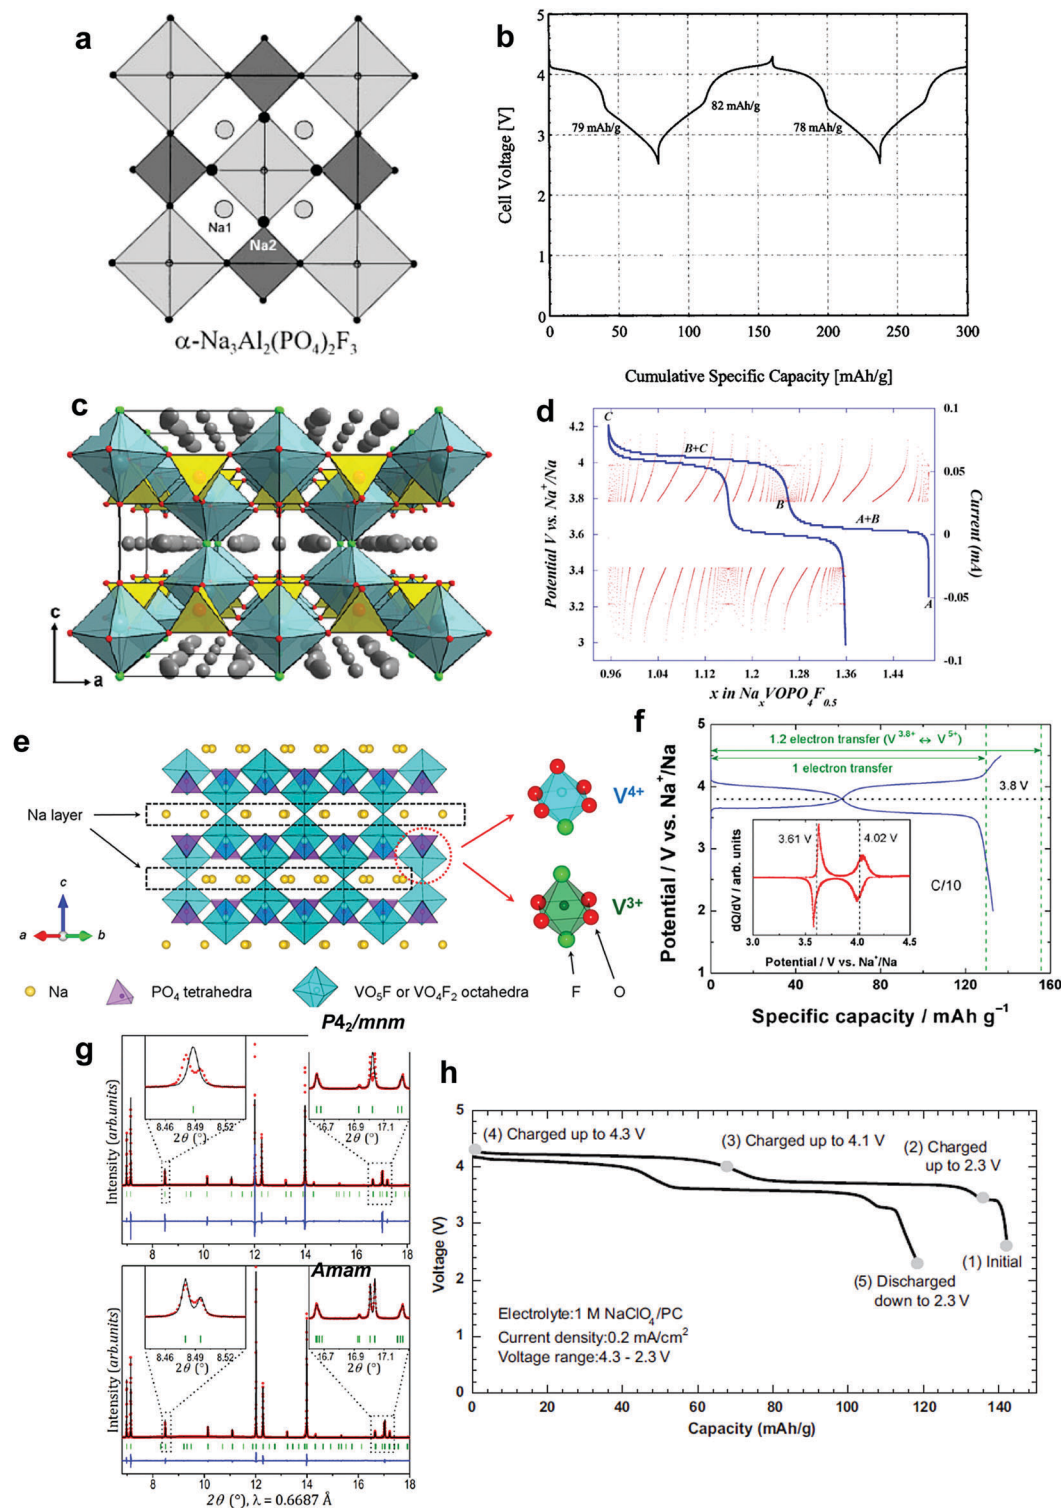 a
Na1
Na2
α-Na3Al2(PO4)2F3
b
Cell Voltage [V]
5
4
3
2
1
0
79 mAh/g
82 mAh/g
78 mAh/g
0 50 100 150 200 250 300
Cumulative Specific Capacity [mAh/g]
c
c
a
d
Potential V vs. Na+/Na
4.2
4
3.8
3.6
3.4
3.2
3
C
B+C
B
A+B
A
0.1
0.05
0
-0.05
-0.1
Current (mA)
0.96 1.04 1.12 1.20 1.28 1.36 1.44
x in NaxVOPO4F0.5
e
Na layer
c
a
b
V4+
V3+
Na
PO4 tetrahedra
VO5F or VO4F2 octahedra
F
O
f
Potential / V vs. Na+/Na
5
4
3
2
1
1.2 electron transfer (V3.8+ ↔ V5+)
1 electron transfer
3.8 V
3.61 V
4.02 V
C/10
dQ/dV / arb. units
3.0 3.5 4.0 4.5
Potential / V vs. Na+/Na
0 40 80 120 160
Specific capacity / mAh g−1
g
P42/mnm
Intensity (arb.units)
8.46 8.49 8.52
2θ (°)
16.7 16.9 17.1
2θ (°)
8 10 12 14 16 18
Amam
Intensity (arb.units)
8.46 8.49 8.52
2θ (°)
16.7 16.9 17.1
2θ (°)
8 10 12 14 16 18
2θ (°), λ = 0.6687 Å
h
Voltage (V)
5
4
3
2
1
0
(4) Charged up to 4.3 V
(3) Charged up to 4.1 V
(2) Charged
up to 2.3 V
(1) Initial
(5) Discharged
down to 2.3 V
Electrolyte:1 M NaClO4/PC
Current density:0.2 mA/cm2
Voltage range:4.3 - 2.3 V
0 20 40 60 80 100 120 140
Capacity (mAh/g)